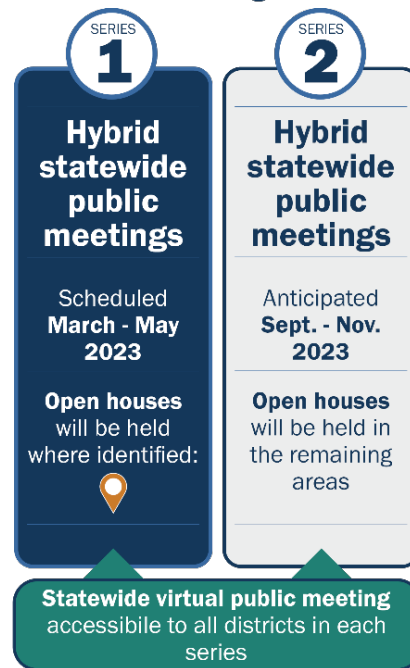 SERIES
1
Hybrid
statewide
public
meetings
Scheduled
March - May
2023
Open houses
will be held
where identified:
SERIES
2
Hybrid
statewide
public
meetings
Anticipated
Sept. - Nov.
2023
Open houses
will be held in
the remaining
areas
Statewide virtual public meeting
accessibile to all districts in each
series